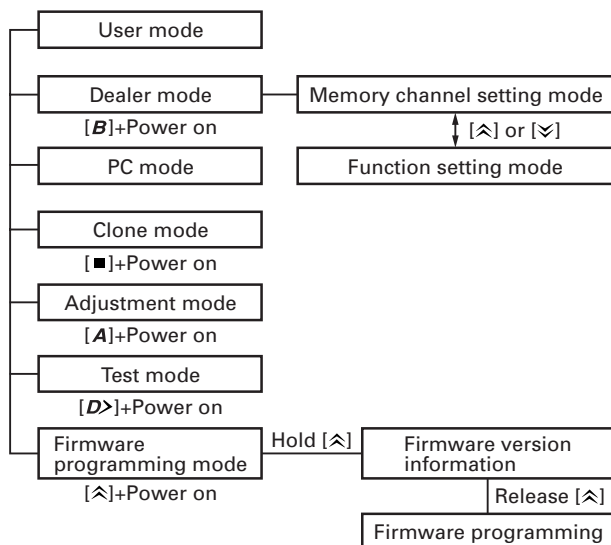 User mode
Dealer mode
[B]+Power on
Memory channel setting mode
[︽] or [︾]
Function setting mode
PC mode
Clone mode
[■]+Power on
Adjustment mode
[A]+Power on
Test mode
[D>]+Power on
Firmware
programming mode
[︽]+Power on
Hold [︽]
Firmware version
information
Release [︽]
Firmware programming